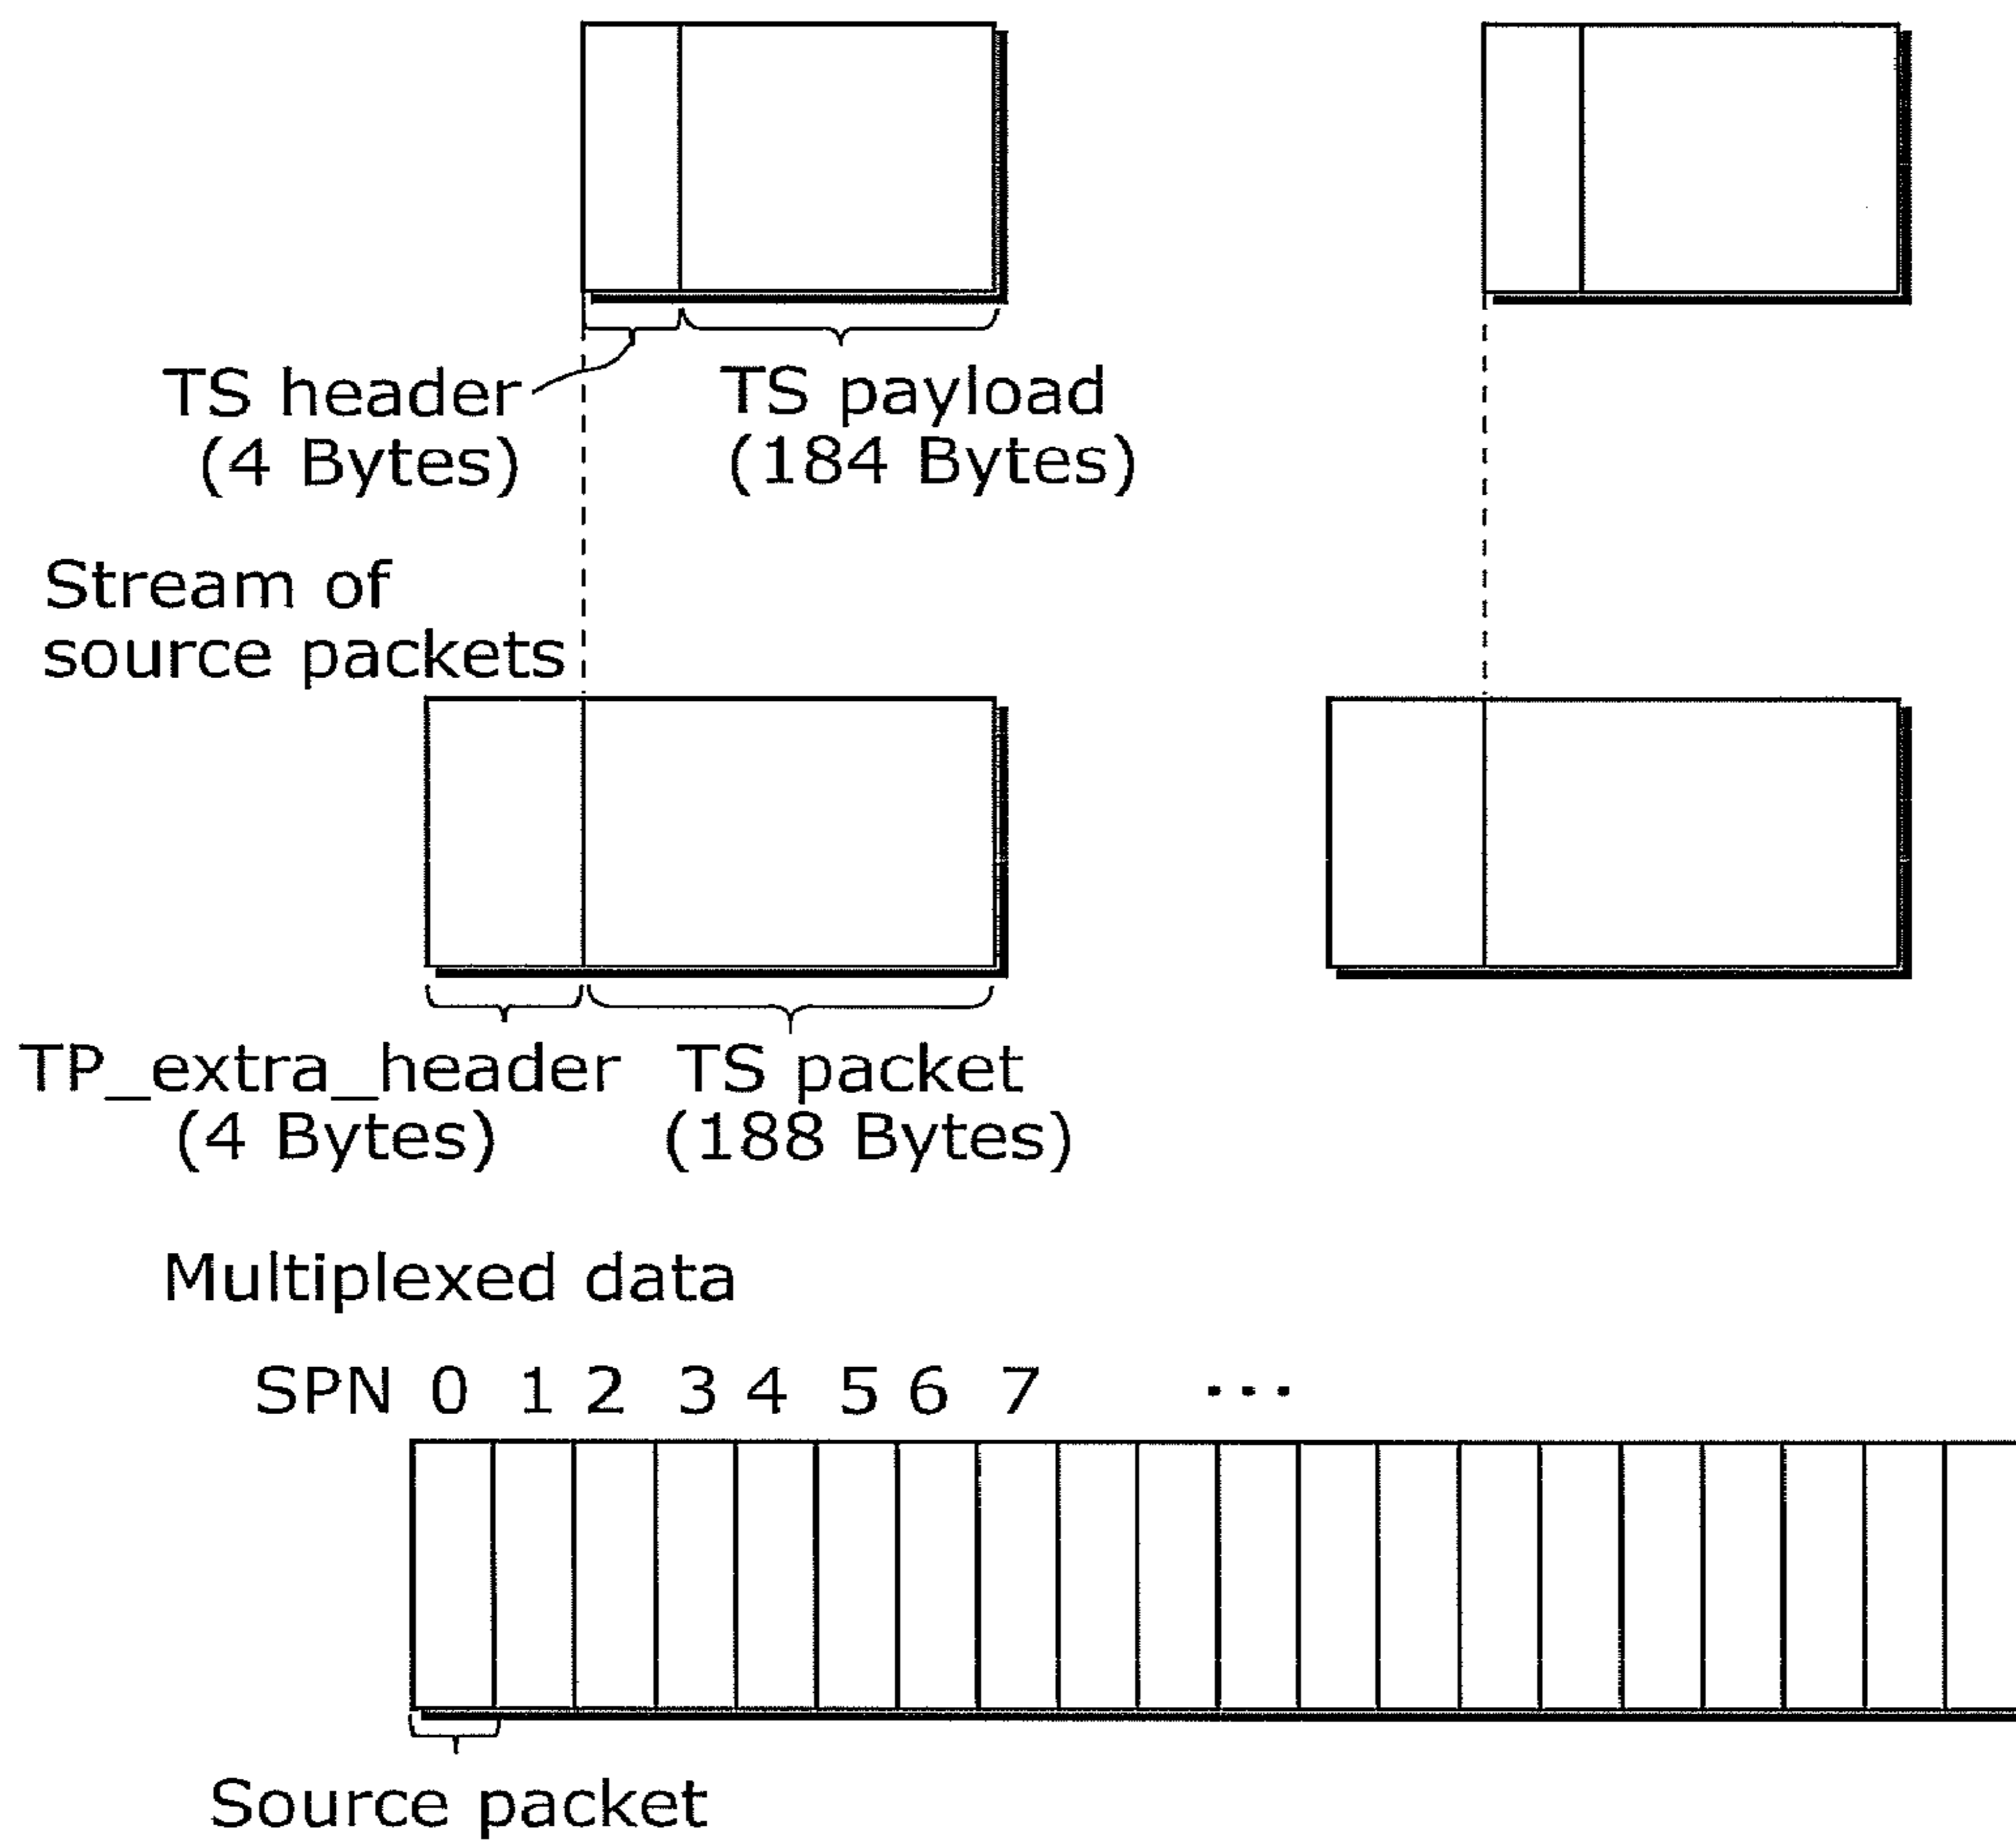 TS header
(4 Bytes)
TS payload
(184 Bytes)
Stream of
source packets
TP_extra_header
(4 Bytes)
TS packet
(188 Bytes)
Multiplexed data
SPN 0 1 2 3 4 5 6 7 ...
Source packet